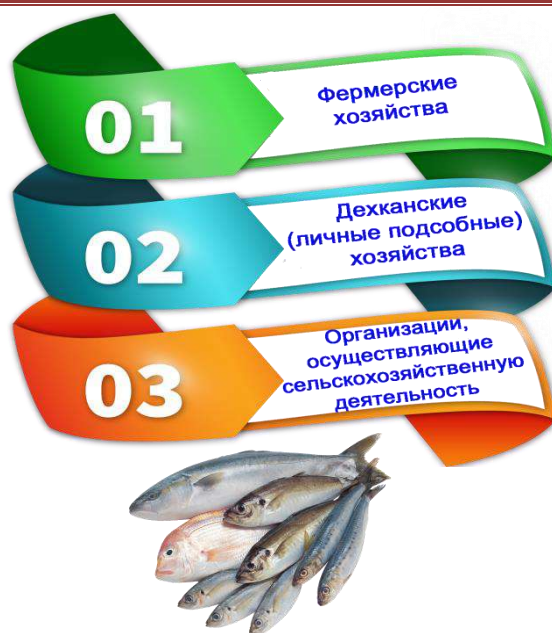 01
Фермерские
хозяйства
02
Дехканские
(личные подсобные)
хозяйства
03
Организации,
осуществляющие
сельскохозяйственную
деятельность